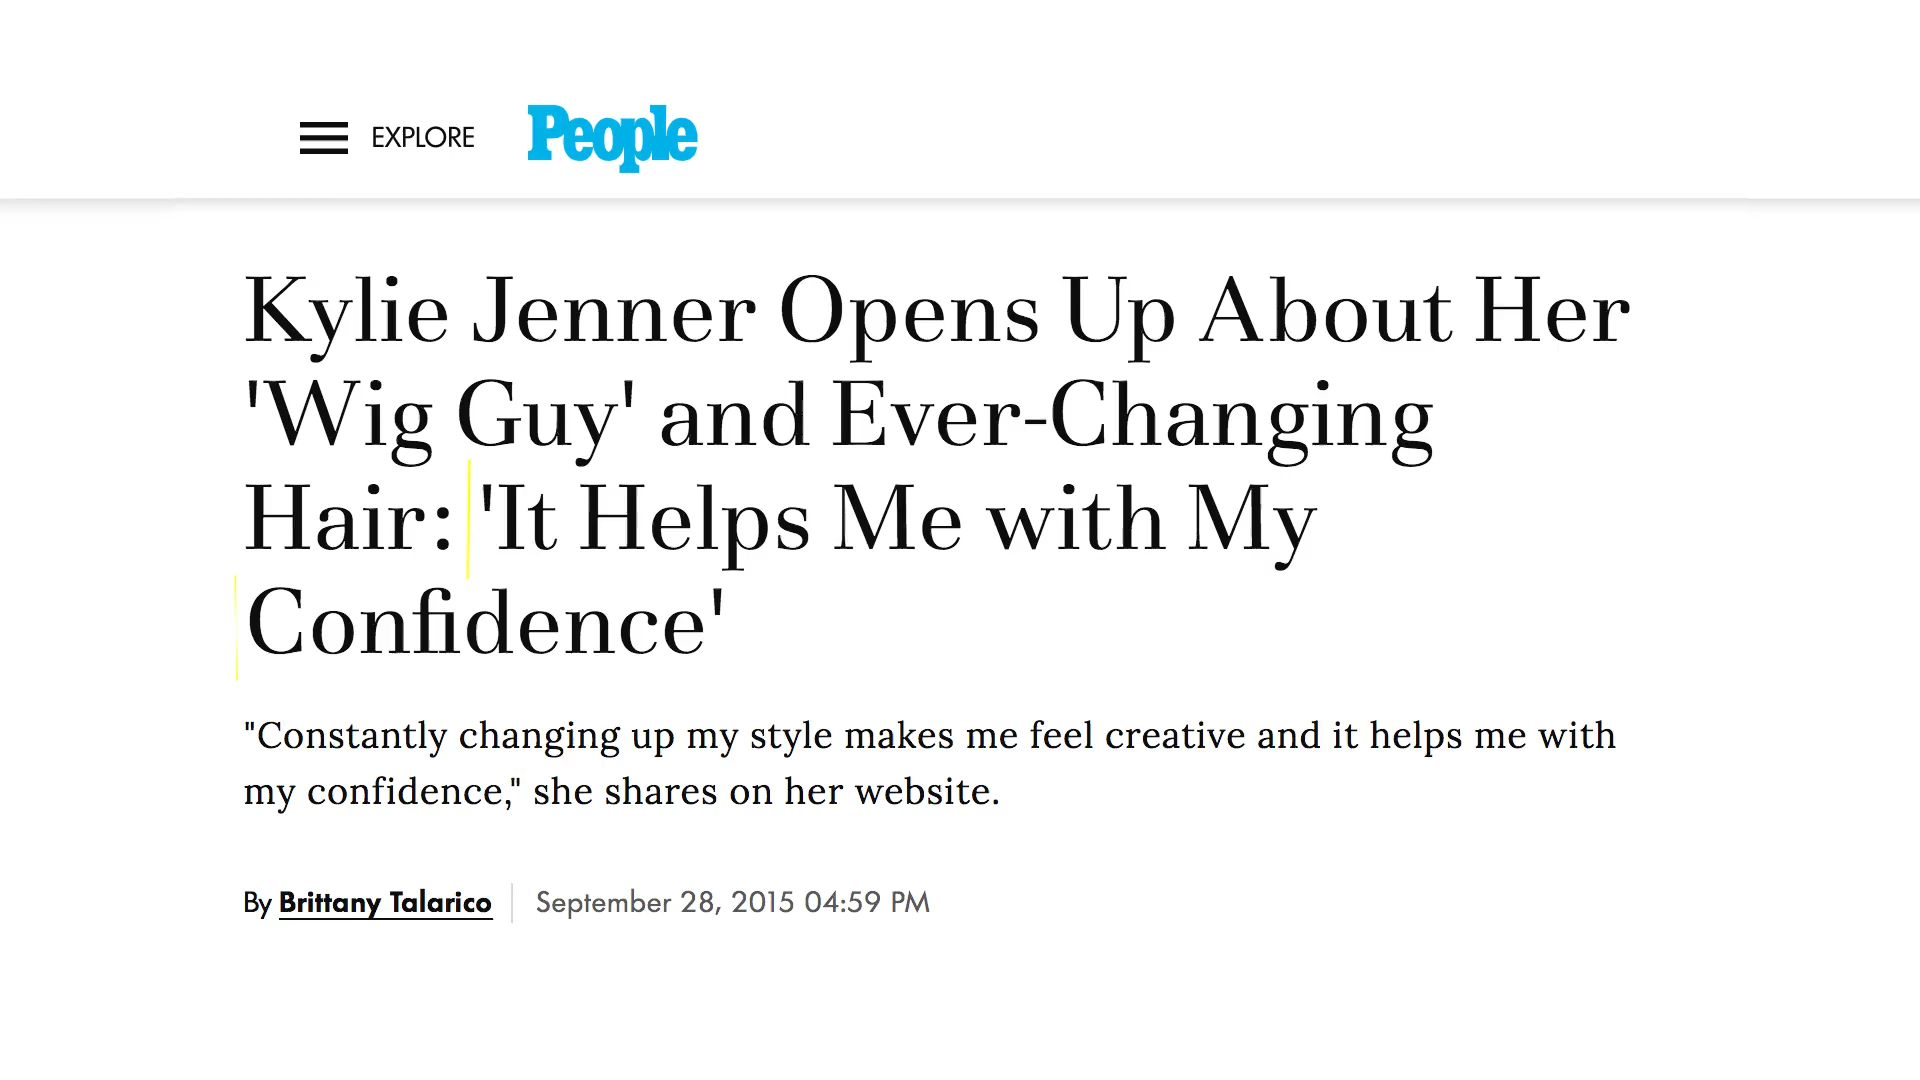 EXPLORE People
Kylie Jenner Opens Up About Her
'Wig Guy' and Ever-Changing
Hair: 'It Helps Me with My
Confidence'
"Constantly changing up my style makes me feel creative and it helps me with
my confidence," she shares on her website.
By Brittany Talarico September 28, 2015 04:59 PM